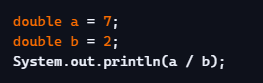 double a = 7;
double b = 2;
System.out.println(a / b);